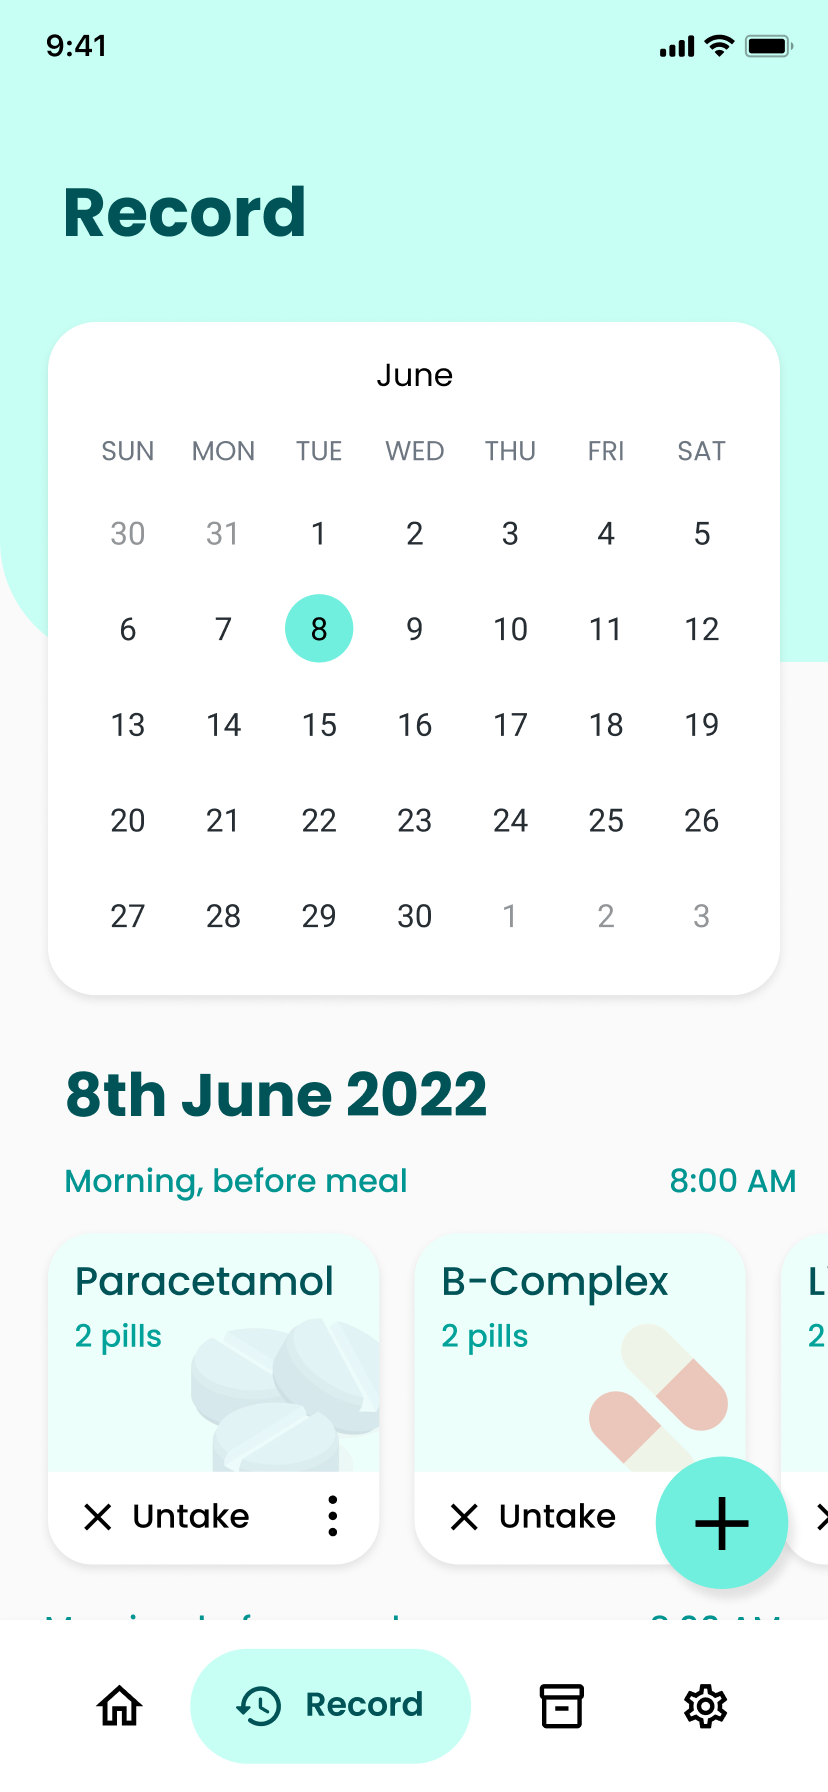 9:41
Record
June
SUN MON TUE WED THU FRI SAT
30 31 1 2 3 4 5
6 7 8 9 10 11 12
13 14 15 16 17 18 19
20 21 22 23 24 25 26
27 28 29 30 1 2 3
8th June 2022
Morning, before meal 8:00 AM
Paracetamol B-Complex
2 pills 2 pills 2
Untake Untake
Record